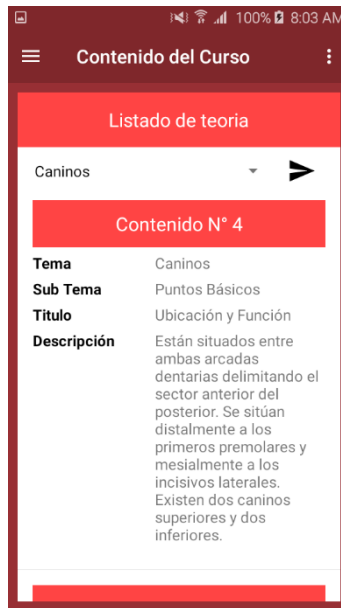 100% 8:03 AM
Contenido del Curso
Listado de teoria
Caninos
Contenido N° 4
Tema Caninos
Sub Tema Puntos Básicos
Titulo Ubicación y Función
Descripción Están situados entre
ambas arcadas
dentarias delimitando el
sector anterior del
posterior. Se sitúan
distalmente a los
primeros premolares y
mesialmente a los
incisivos laterales.
Existen dos caninos
superiores y dos
inferiores.